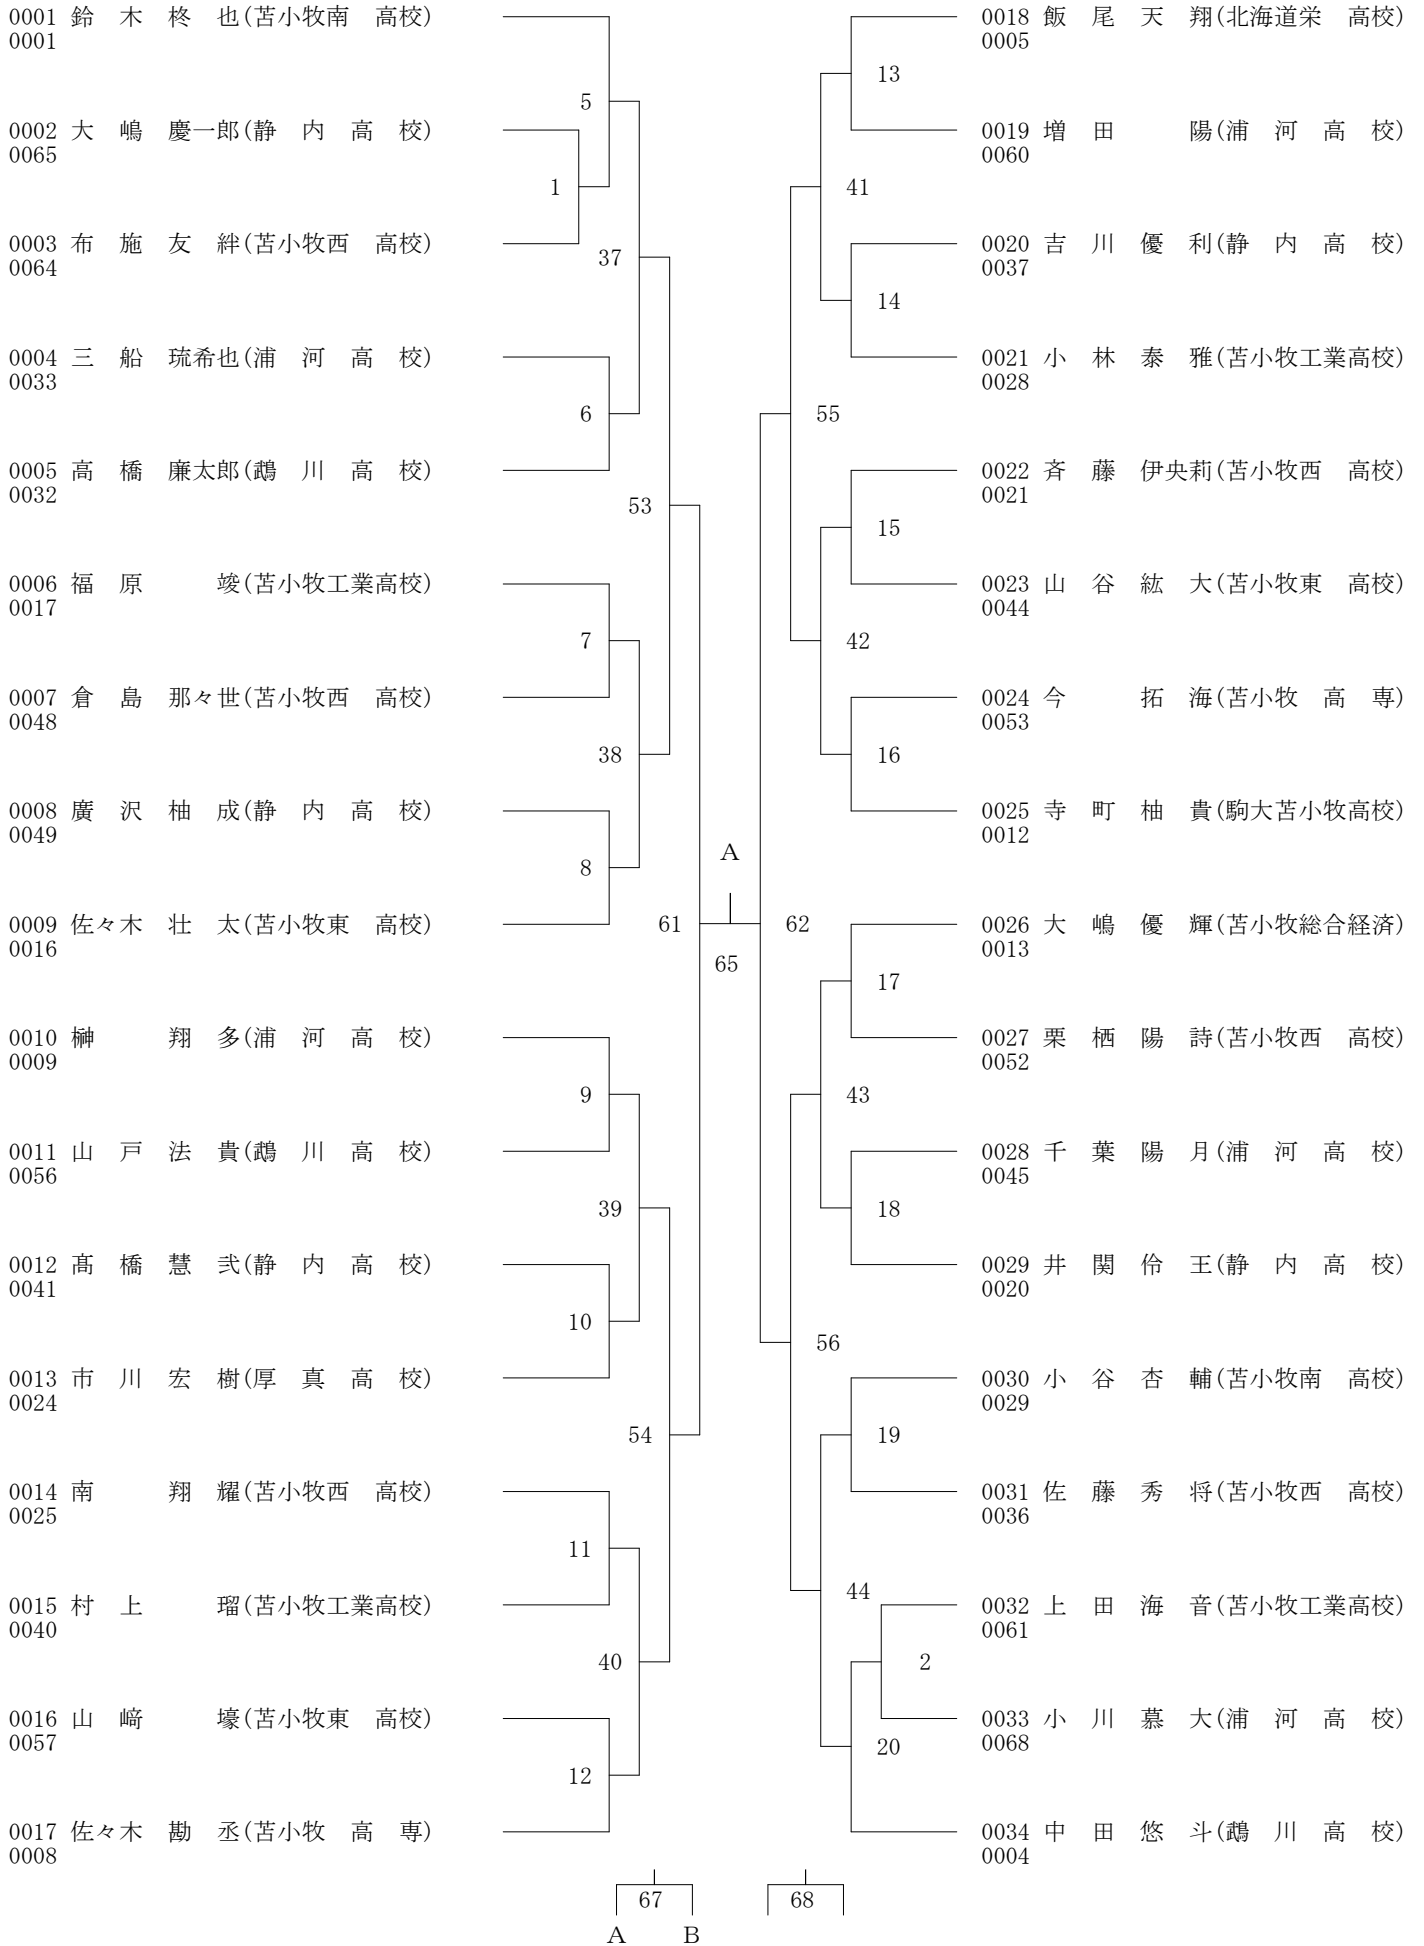 0001 鈴　木　柊　也(苫小牧南　高校)
0001
0002 大　嶋　慶一郎(静　内　高　校)
0065
0003 布　施　友　絆(苫小牧西　高校)
0064
0004 三　船　琉希也(浦　河　高　校)
0033
0005 高　橋　廉太郎(鵡　川　高　校)
0032
0006 福　原　　　竣(苫小牧工業高校)
0017
0007 倉　島　那々世(苫小牧西　高校)
0048
0008 廣　沢　柚　成(静　内　高　校)
0049
0009 佐々木　壮　太(苫小牧東　高校)
0016
0010 榊　　　翔　多(浦　河　高　校)
0009
0011 山　戸　法　貴(鵡　川　高　校)
0056
0012 髙　橋　慧　弐(静　内　高　校)
0041
0013 市　川　宏　樹(厚　真　高　校)
0024
0014 南　　　翔　耀(苫小牧西　高校)
0025
0015 村　上　　　瑠(苫小牧工業高校)
0040
0016 山　﨑　　　壕(苫小牧東　高校)
0057
0017 佐々木　勘　丞(苫小牧　高　専)
0008
1
5
6
7
8
9
10
11
12
37
38
39
40
53
54
61
A
65
62
55
56
41
42
43
44
13
14
15
16
17
18
19
2
20
0018 飯　尾　天　翔(北海道栄　高校)
0005
0019 増　田　　　陽(浦　河　高　校)
0060
0020 吉　川　優　利(静　内　高　校)
0037
0021 小　林　泰　雅(苫小牧工業高校)
0028
0022 斉　藤　伊央莉(苫小牧西　高校)
0021
0023 山　谷　紘　大(苫小牧東　高校)
0044
0024 今　　　拓　海(苫小牧　高　専)
0053
0025 寺　町　柚　貴(駒大苫小牧高校)
0012
0026 大　嶋　優　輝(苫小牧総合経済)
0013
0027 栗　栖　陽　詩(苫小牧西　高校)
0052
0028 千　葉　陽　月(浦　河　高　校)
0045
0029 井　関　伶　王(静　内　高　校)
0020
0030 小　谷　杏　輔(苫小牧南　高校)
0029
0031 佐　藤　秀　将(苫小牧西　高校)
0036
0032 上　田　海　音(苫小牧工業高校)
0061
0033 小　川　慕　大(浦　河　高　校)
0068
0034 中　田　悠　斗(鵡　川　高　校)
0004
67
68
A B